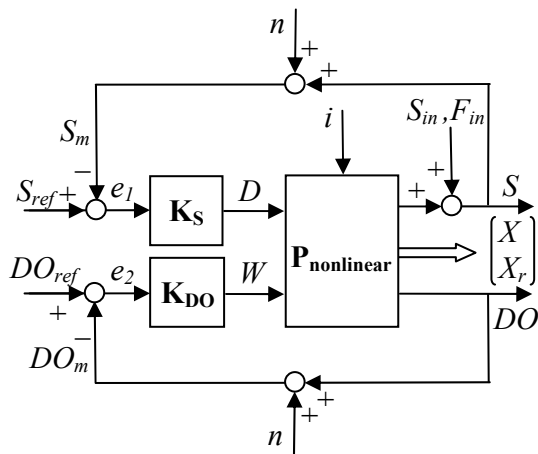 n
+
+
S_m
i
S_in , F_in
−
+
S_ref +
e_1
K_S
D
+
S
P_nonlinear
X
X_r
DO_ref
e_2
K_DO
W
+
−
DO
DO_m
+
n
+